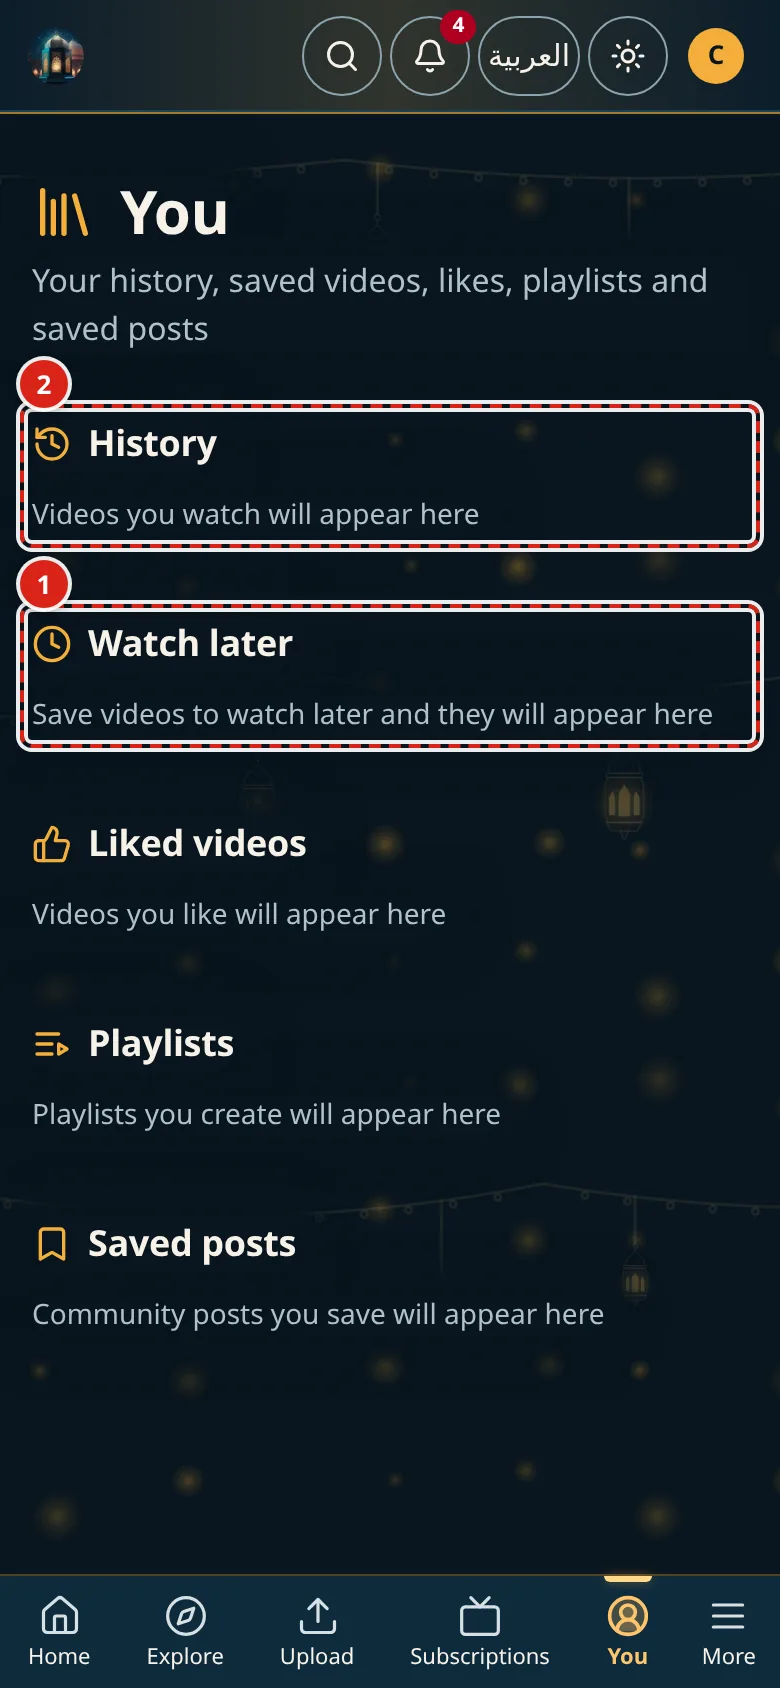 4
العربية
C
You
Your history, saved videos, likes, playlists and
saved posts
2
History
Videos you watch will appear here
1
Watch later
Save videos to watch later and they will appear here
Liked videos
Videos you like will appear here
Playlists
Playlists you create will appear here
Saved posts
Community posts you save will appear here
Home
Explore
Upload
Subscriptions
You
More